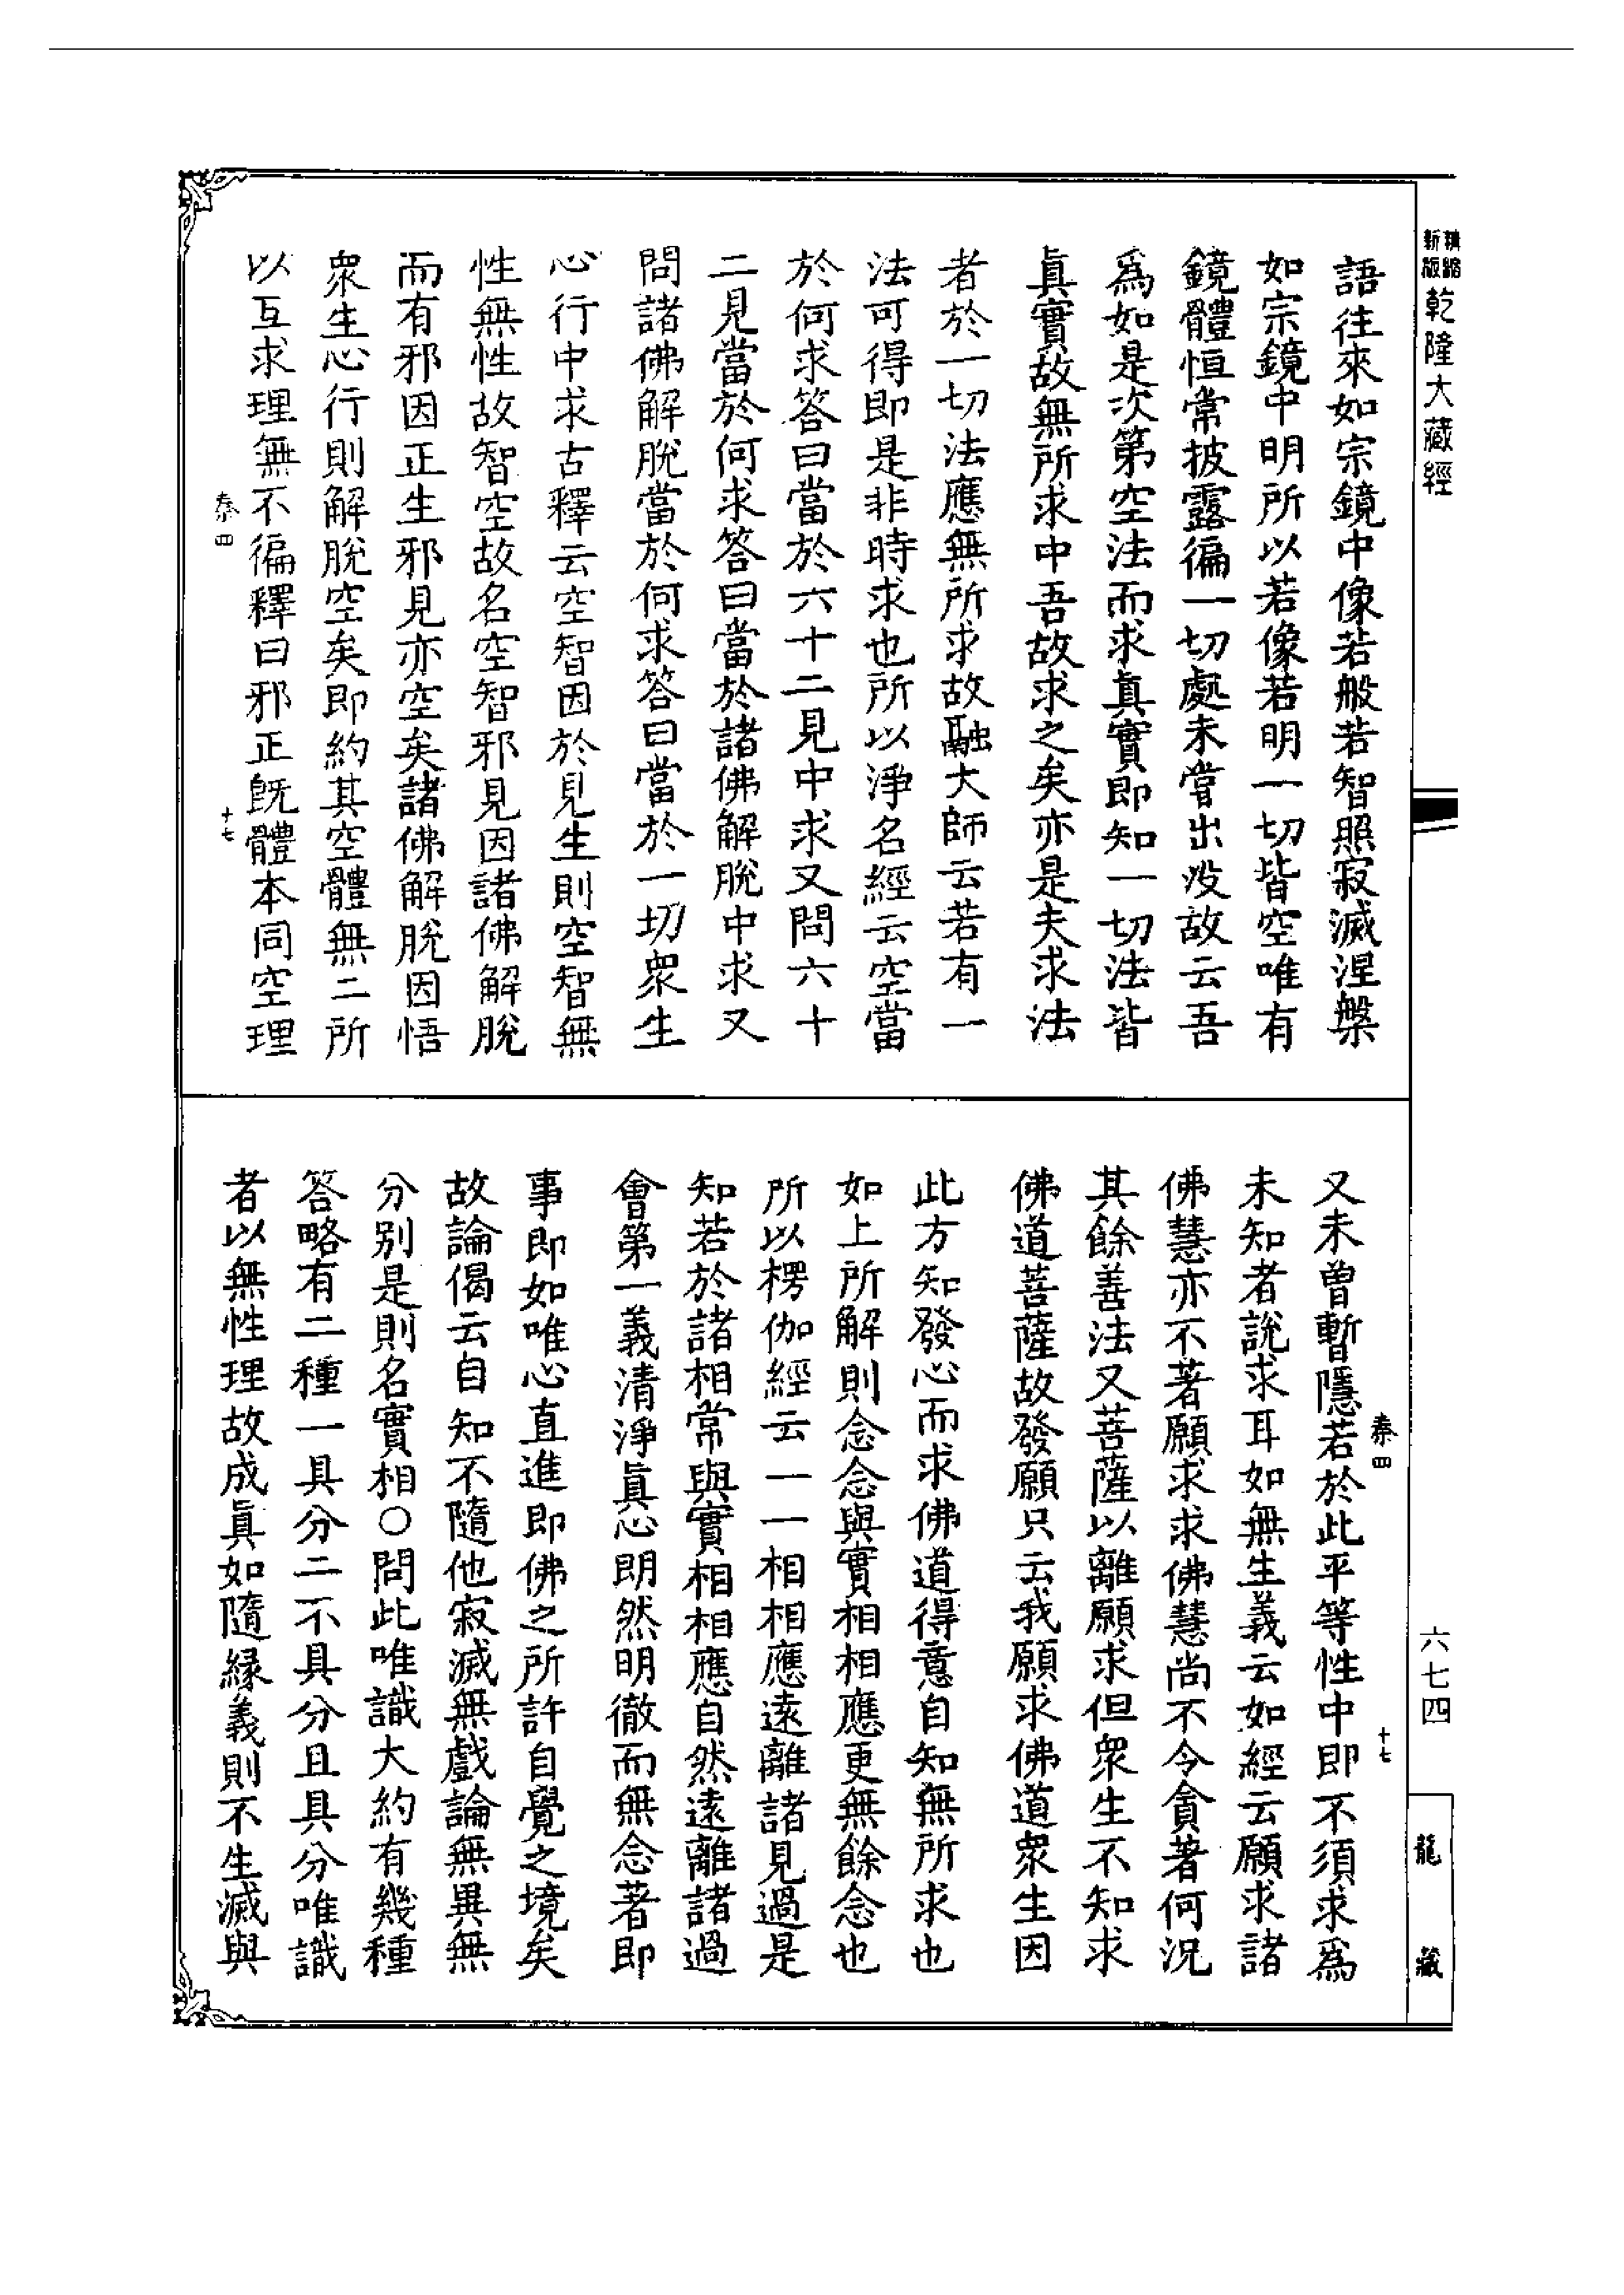 精縮
新版
乾隆大藏經
語往來如宗鏡中像若般若智照寂滅涅槃
如宗鏡中明所以若像若明一切皆空唯有
鏡體恒常披露徧一切處未嘗出没故云吾
爲如是次第空法而求眞實即知一切法皆
眞實故無所求中吾故求之矣亦是夫求法
者於一切法應無所求故融大師云若有一
法可得即是非時求也所以淨名經云空當
於何求答曰當於六十二見中求又問六十
二見當於何求答曰當於諸佛解脫中求又
問諸佛解脫當於何求答曰當於一切衆生
心行中求古釋云空智因於見生則空智無
性無性故智空故名空智邪見因諸佛解脫
而有邪因正生邪見亦空矣諸佛解脫因悟
衆生心行則解脫空矣即約其空體無二所
以互求理無不徧釋曰邪正旣體本同空理
秦四
十七
又未曾暫隱若於此平等性中即不須求爲
未知者說求耳如無生義云如經云願求諸
佛慧亦不著願求求佛慧尚不令貪著何況
其餘善法又菩薩以離願求但衆生不知求
佛道菩薩故發願只云我願求佛道衆生因
此方知發心而求佛道得意自知無所求也
如上所解則念念與實相相應更無餘念也
所以楞伽經云一一相相應遠離諸見過是
知若於諸相常與實相相應自然遠離諸過
會第一義清淨眞心朗然明徹而無念著即
事即如唯心直進即佛之所許自覺之境矣
故論偈云自知不隨他寂滅無戲論無異無
分别是則名實相○問此唯識大約有幾種
答略有二種一具分二不具分且具分唯識
者以無性理故成眞如隨緣義則不生滅與
秦四
十七
六七四
龍藏